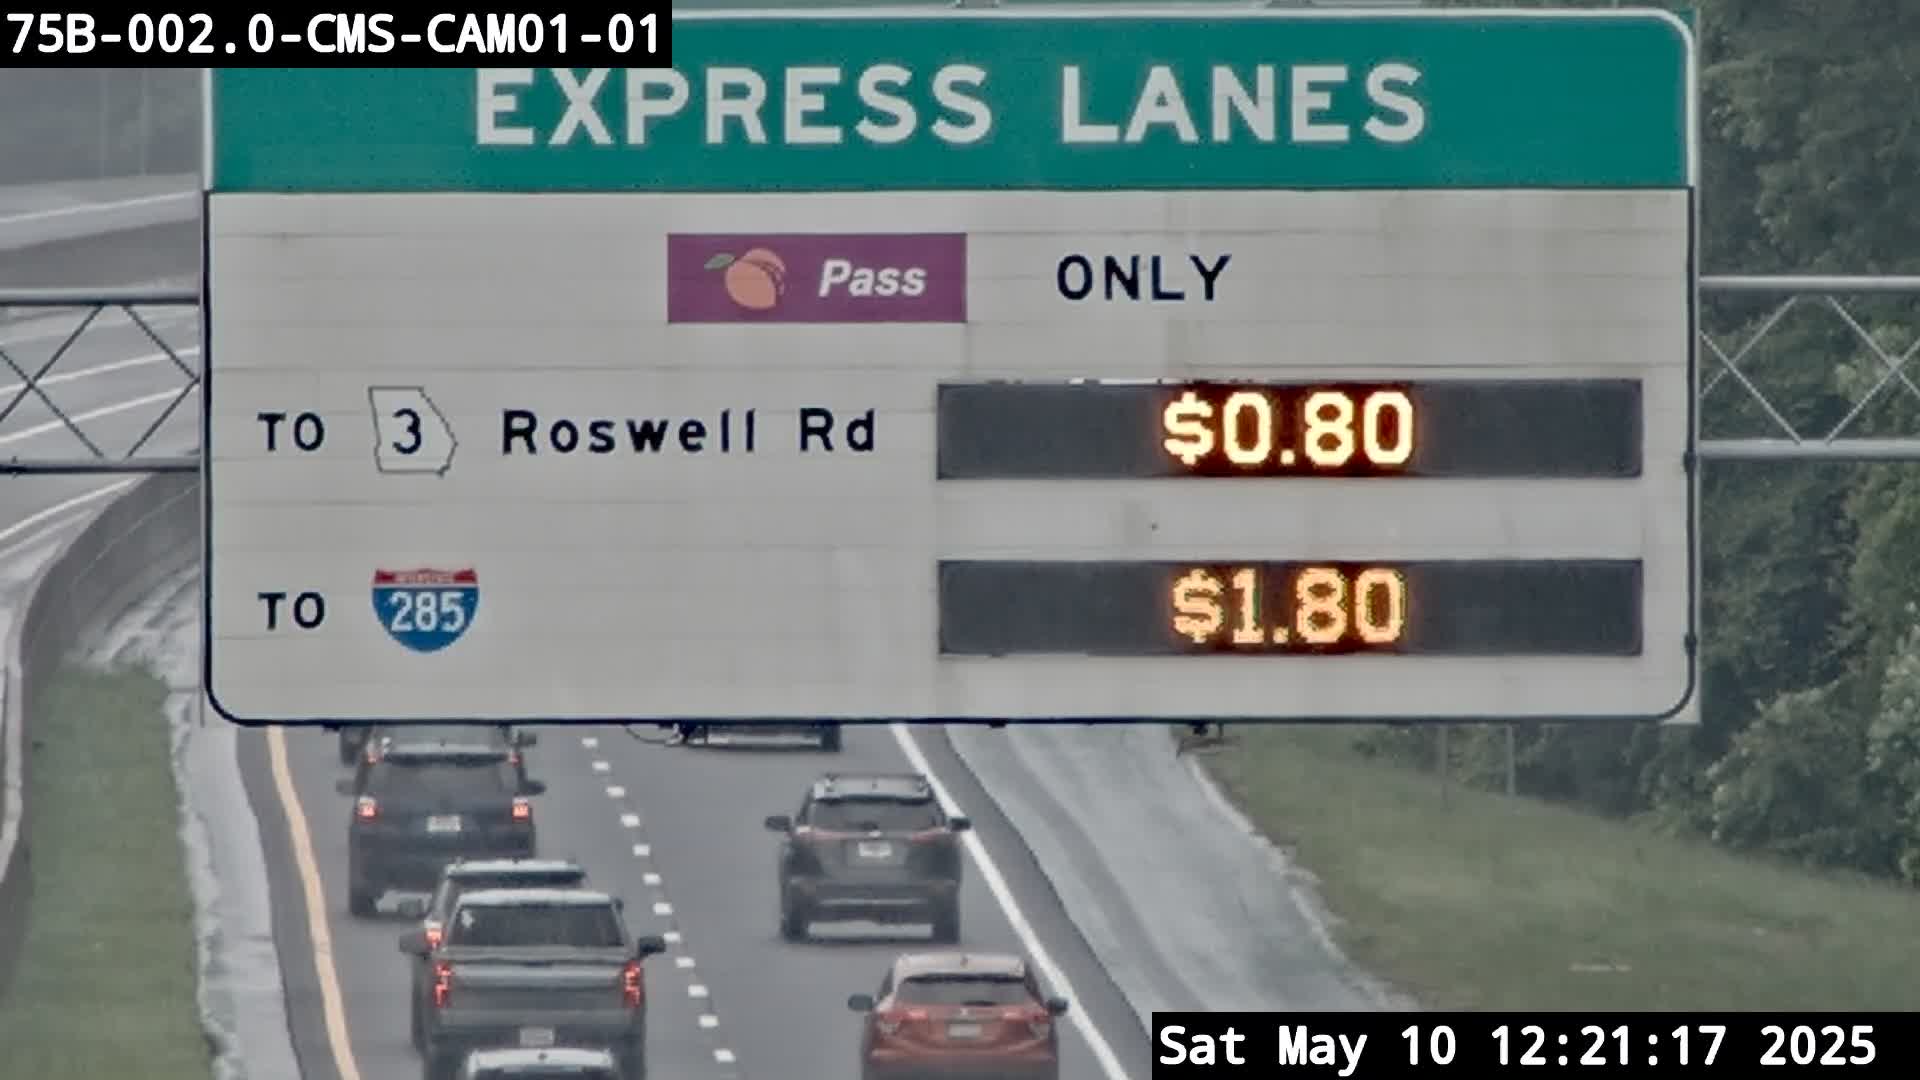 75B-002.0-CMS-CAM01-01
EXPRESS LANES
Pass ONLY
TO 3 Roswell Rd $0.80
TO 285 $1.80
Sat May 10 12:21:17 2025